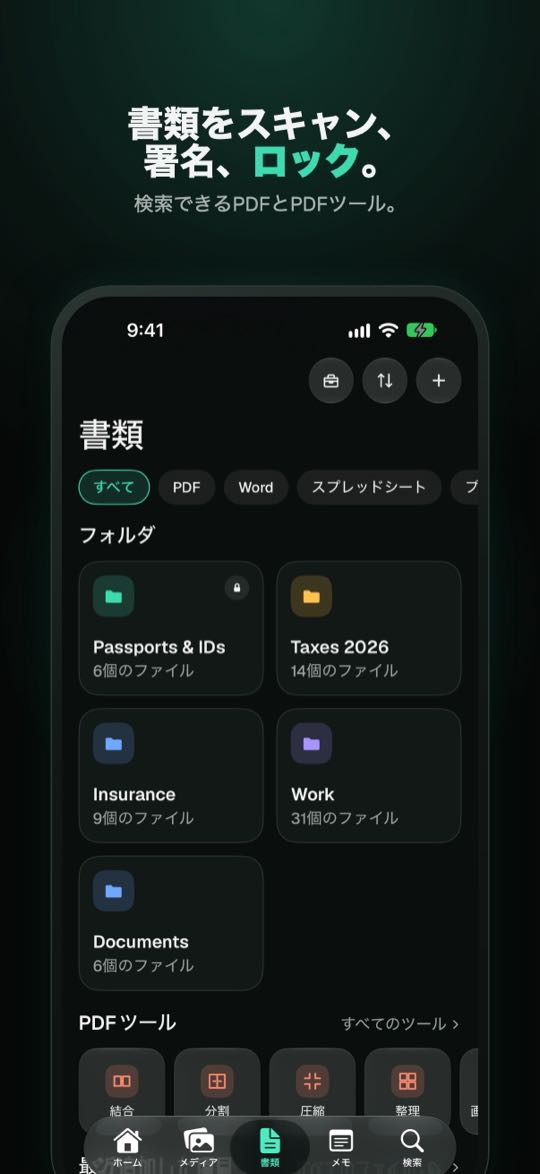 書類をスキャン、
署名、ロック。
検索できるPDFとPDFツール。
9:41
書類
すべて
PDF
Word
スプレッドシート
プ
フォルダ
Passports & IDs
6個のファイル
Taxes 2026
14個のファイル
Insurance
9個のファイル
Work
31個のファイル
Documents
6個のファイル
PDFツール
すべてのツール
結合
分割
圧縮
整理
ホーム
メディア
書類
メモ
検索